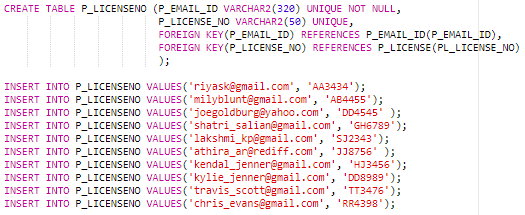 CREATE TABLE P_LICENSENO (P_EMAIL_ID VARCHAR2(320) UNIQUE NOT NULL,
P_LICENSE_NO VARCHAR2(50) UNIQUE,
FOREIGN KEY(P_EMAIL_ID) REFERENCES P_EMAIL_ID(P_EMAIL_ID),
FOREIGN KEY(P_LICENSE_NO) REFERENCES P_LICENSE(PL_LICENSE_NO)
);
INSERT INTO P_LICENSENO VALUES('riyask@gmail.com', 'AA3434');
INSERT INTO P_LICENSENO VALUES('milyblunt@gmail.com', 'AB4455');
INSERT INTO P_LICENSENO VALUES('joegoldburg@yahoo.com', 'DD4545' );
INSERT INTO P_LICENSENO VALUES('shatri_salian@gmail.com', 'GH6789');
INSERT INTO P_LICENSENO VALUES('lakshmi_kp@gmail.com', 'SJ2343');
INSERT INTO P_LICENSENO VALUES('athira_ar@rediff.com', 'JJ8756' );
INSERT INTO P_LICENSENO VALUES('kendal_jenner@gmail.com', 'HJ3456');
INSERT INTO P_LICENSENO VALUES('kylie_jenner@gmail.com', 'DD8989');
INSERT INTO P_LICENSENO VALUES('travis_scott@gmail.com', 'TT3476');
INSERT INTO P_LICENSENO VALUES('chris_evans@gmail.com', 'RR4398');